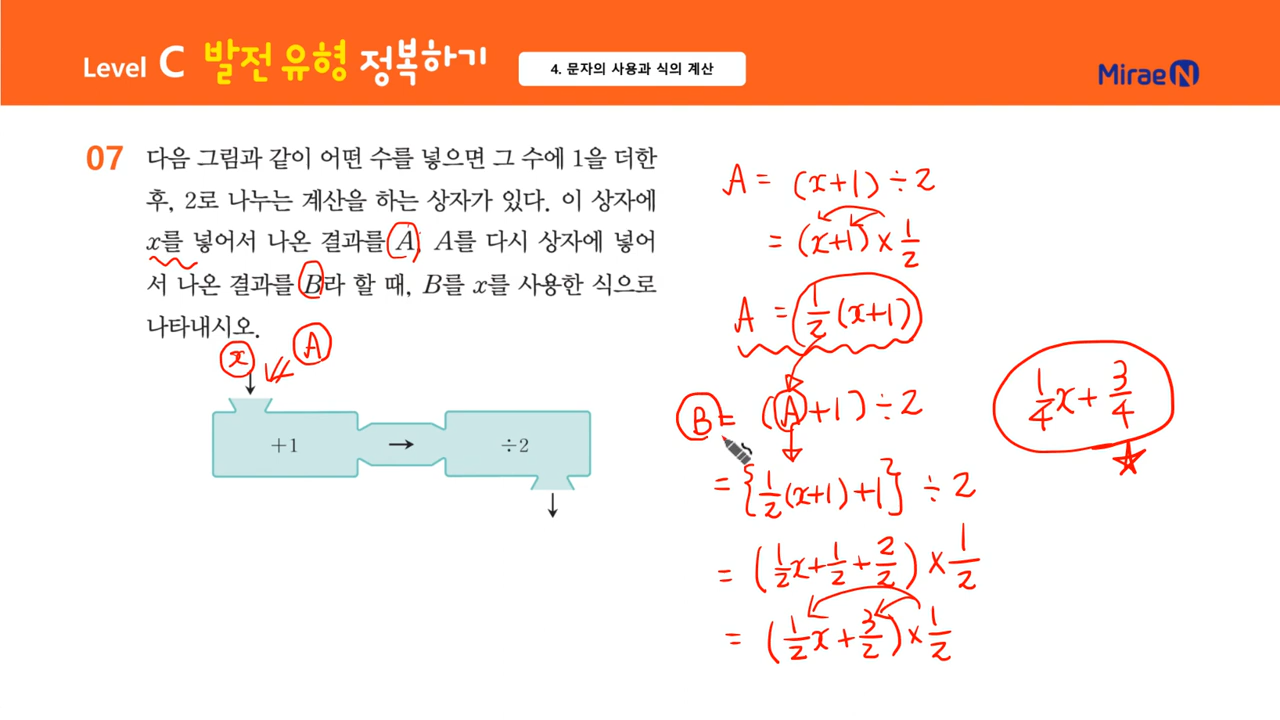 Level C 발전 유형 정복하기
4. 문자의 사용과 식의 계산
Mirae N
07 다음 그림과 같이 어떤 수를 넣으면 그 수에 1을 더한
후, 2로 나누는 계산을 하는 상자가 있다. 이 상자에
x를 넣어서 나온 결과를 A, A를 다시 상자에 넣어
서 나온 결과를 B라 할 때, B를 x를 사용한 식으로
나타내시오.
x
A
+1
→
÷2
A = (x+1) ÷ 2
= (x+1) × 1/2
A = 1/2 (x+1)
B = (A+1) ÷ 2
= {1/2 (x+1) + 1} ÷ 2
= (1/2 x + 1/2 + 2/2) × 1/2
= (1/2 x + 3/2) × 1/2
1/4 x + 3/4